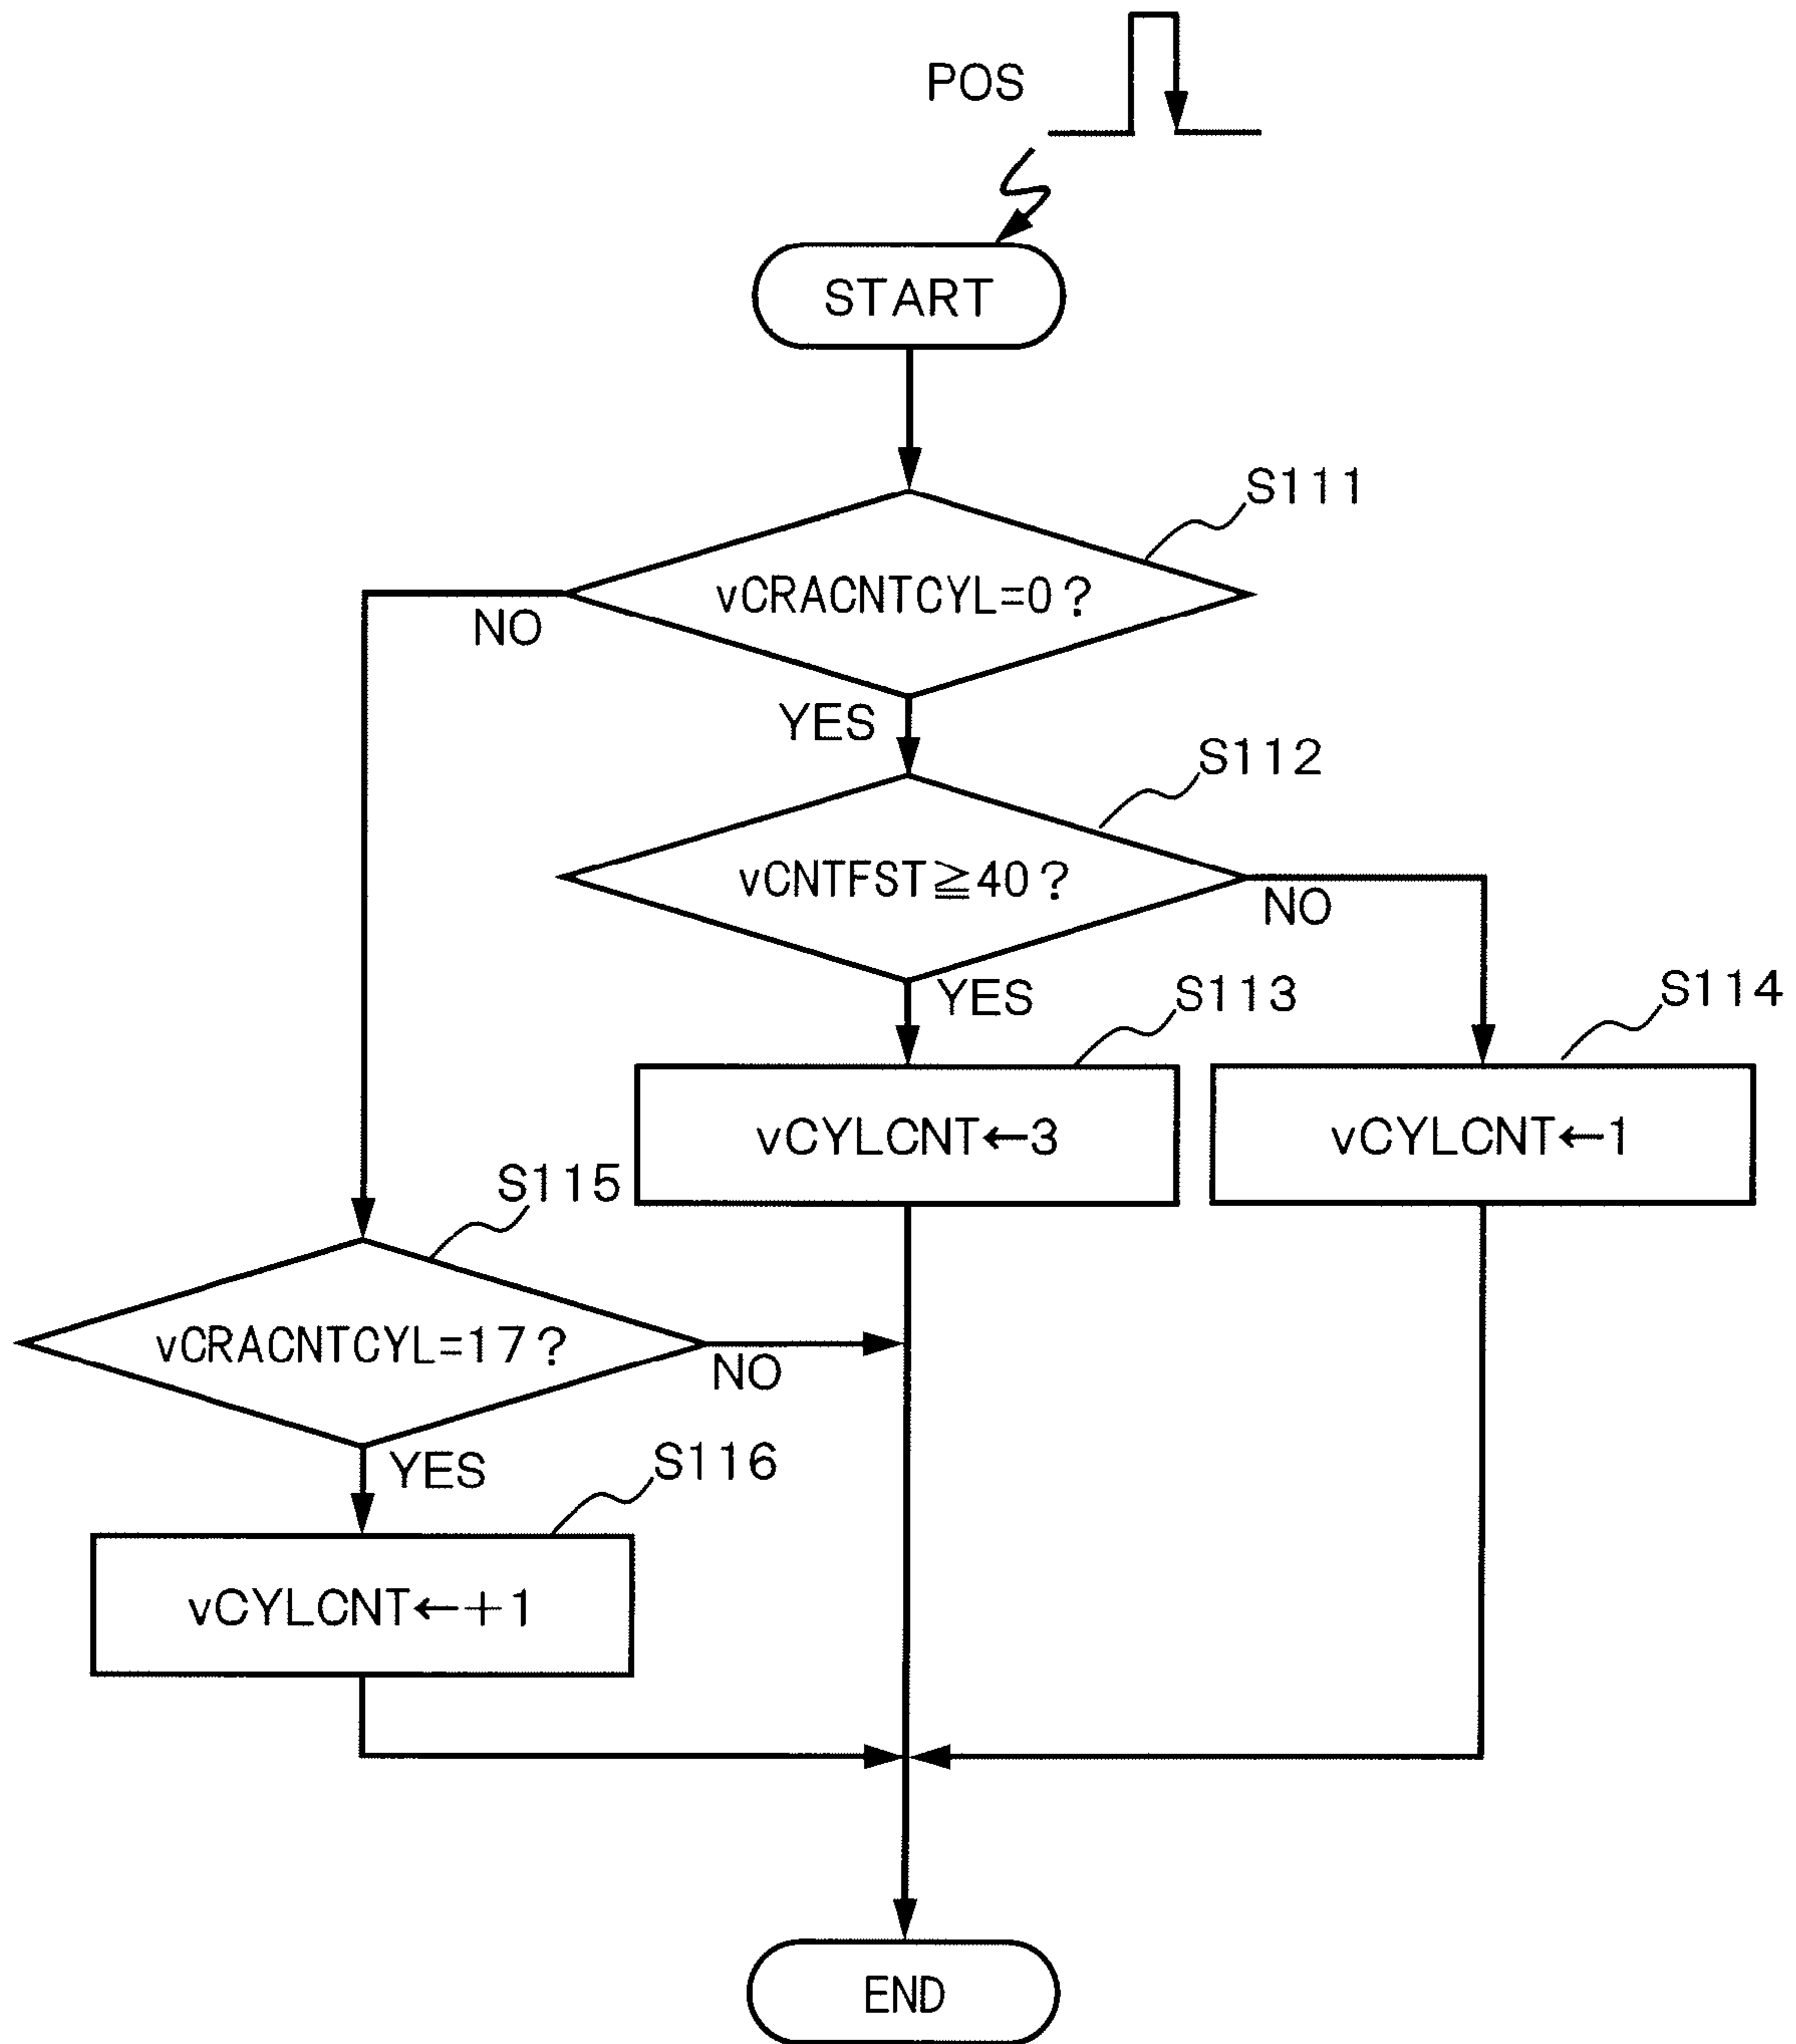 POS
START
S111
vCRACNTCYL=0?
NO
YES
S112
vCNTFST≧40?
NO
YES
S113
S114
vCYLCNT←3
vCYLCNT←1
S115
vCRACNTCYL=17?
NO
YES
S116
vCYLCNT←+1
END